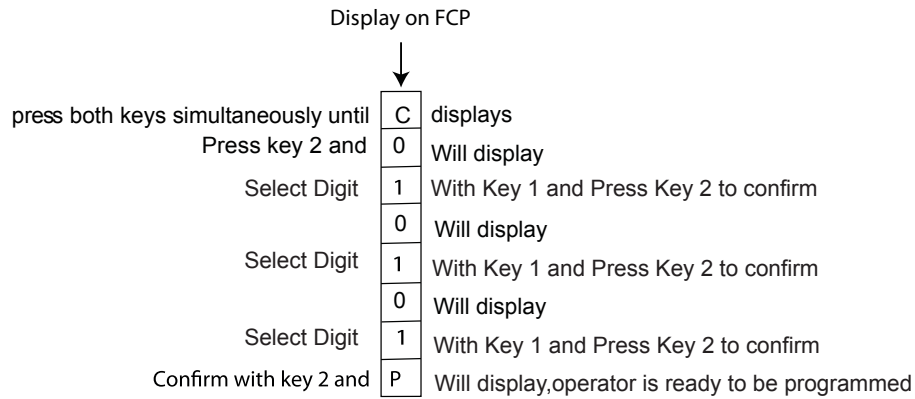 Display on FCP
press both keys simultaneously until C displays
Press key 2 and 0 Will display
Select Digit 1 With Key 1 and Press Key 2 to confirm
0 Will display
Select Digit 1 With Key 1 and Press Key 2 to confirm
0 Will display
Select Digit 1 With Key 1 and Press Key 2 to confirm
Confirm with key 2 and P Will display,operator is ready to be programmed